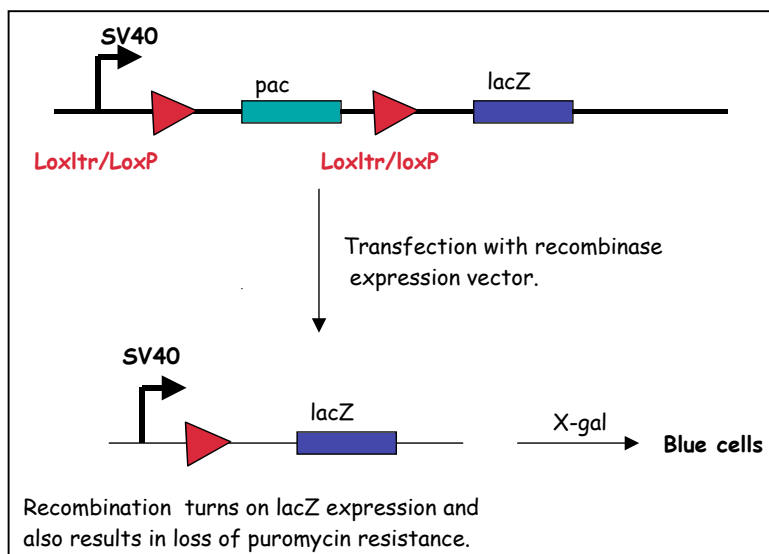 SV40
pac
lacZ
Loxltr/LoxP
Loxltr/loxP
Transfection with recombinase
expression vector.
SV40
lacZ
X-gal
Blue cells
Recombination turns on lacZ expression and
also results in loss of puromycin resistance.